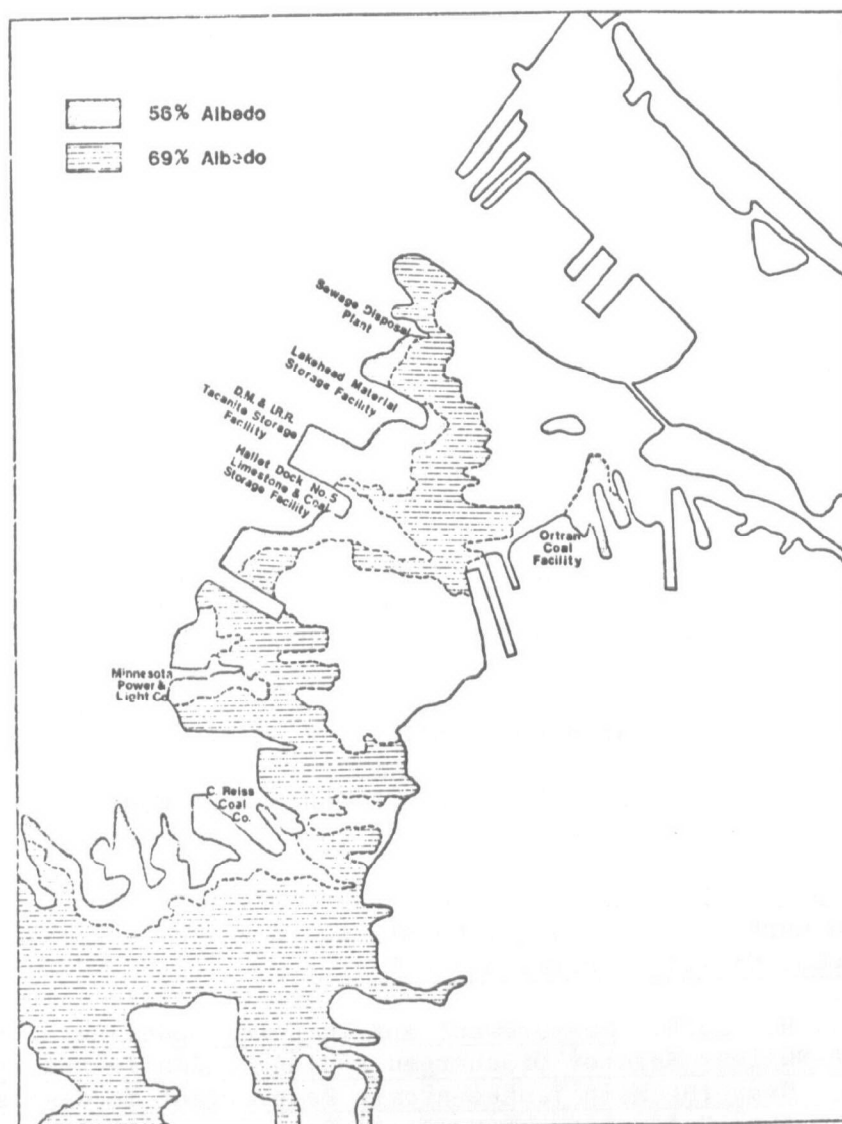 56% Albedo
69% Albedo
Sewage Disposal
Plant
Lakehead Material
Storage Facility
D.M. & I.R.R.
Taconite Storage
Facility
Hallet Dock No. 5
Limestone & Coal
Storage Facility
Ortran
Coal
Facility
Minnesota
Power &
Light Co.
C. Reiss
Coal
Co.